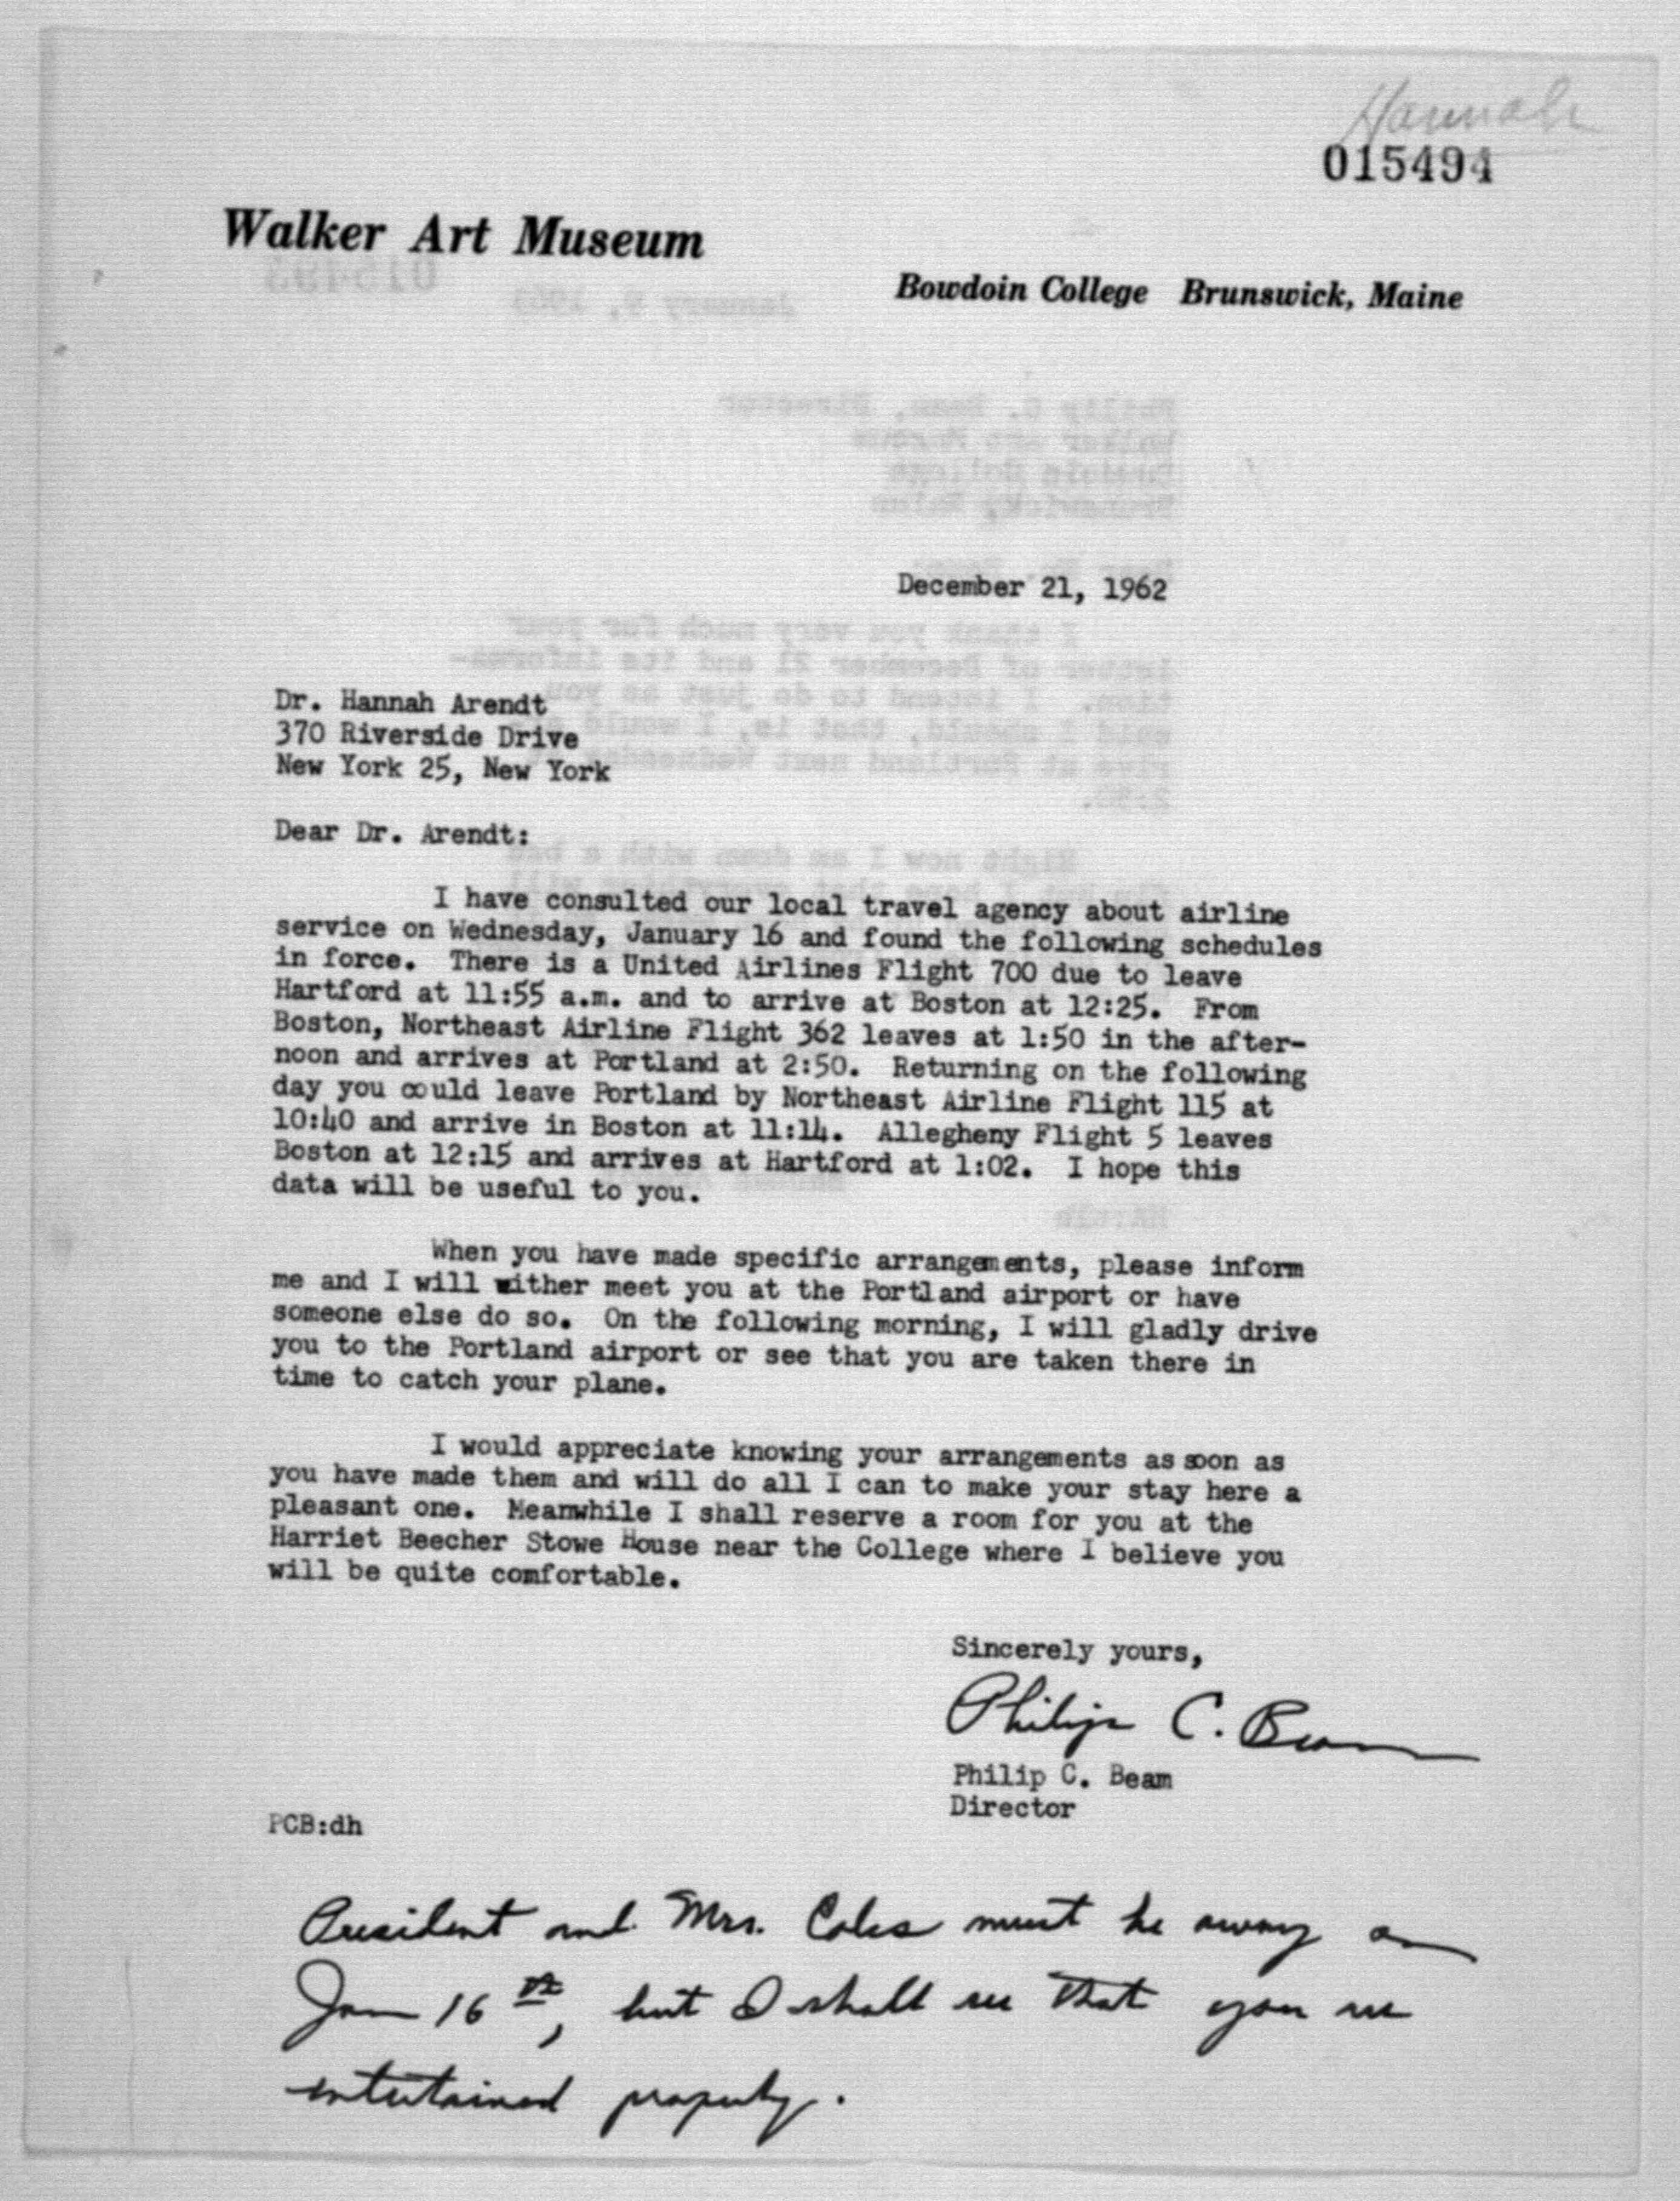 Hannah
015494
Walker Art Museum
Bowdoin College Brunswick, Maine
December 21, 1962
Dr. Hannah Arendt
370 Riverside Drive
New York 25, New York
Dear Dr. Arendt:
I have consulted our local travel agency about airline
service on Wednesday, January 16 and found the following schedules
in force. There is a United Airlines Flight 700 due to leave
Hartford at 11:55 a.m. and to arrive at Boston at 12:25. From
Boston, Northeast Airline Flight 362 leaves at 1:50 in the after-
noon and arrives at Portland at 2:50. Returning on the following
day you could leave Portland by Northeast Airline Flight 115 at
10:40 and arrive in Boston at 11:14. Allegheny Flight 5 leaves
Boston at 12:15 and arrives at Hartford at 1:02. I hope this
data will be useful to you.
When you have made specific arrangements, please inform
me and I will either meet you at the Portland airport or have
someone else do so. On the following morning, I will gladly drive
you to the Portland airport or see that you are taken there in
time to catch your plane.
I would appreciate knowing your arrangements as soon as
you have made them and will do all I can to make your stay here a
pleasant one. Meanwhile I shall reserve a room for you at the
Harriet Beecher Stowe House near the College where I believe you
will be quite comfortable.
Sincerely yours,
Philip C. Beam
Philip C. Beam
Director
PCB:dh
President and Mrs. Coles must be away on
Jan 16th, but I shall see that you are
entertained properly.